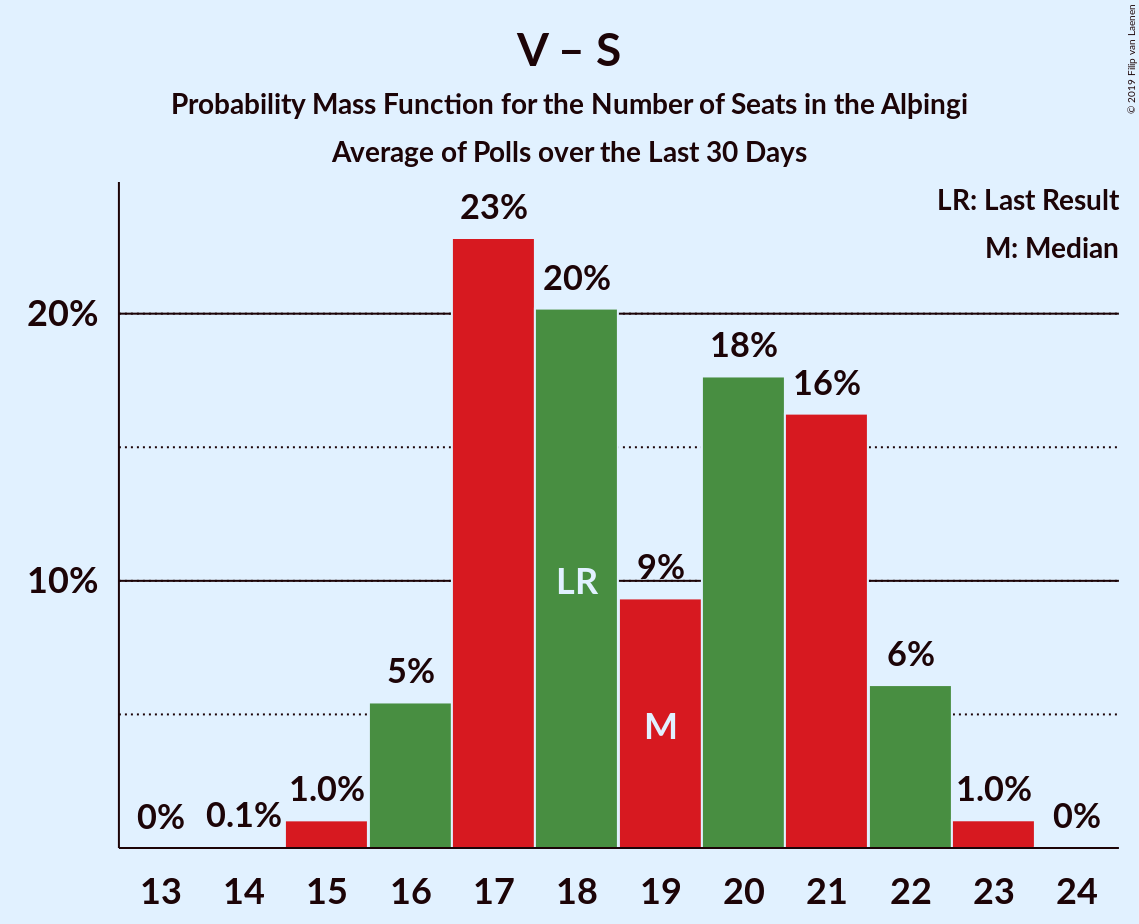 V – S
Probability Mass Function for the Number of Seats in the Alþingi
Average of Polls over the Last 30 Days
© 2019 Filip van Laenen
LR: Last Result
M: Median
20%
10%
0%
0.1%
1.0%
5%
23%
20%
9%
18%
16%
6%
1.0%
0%
LR
M
13 14 15 16 17 18 19 20 21 22 23 24